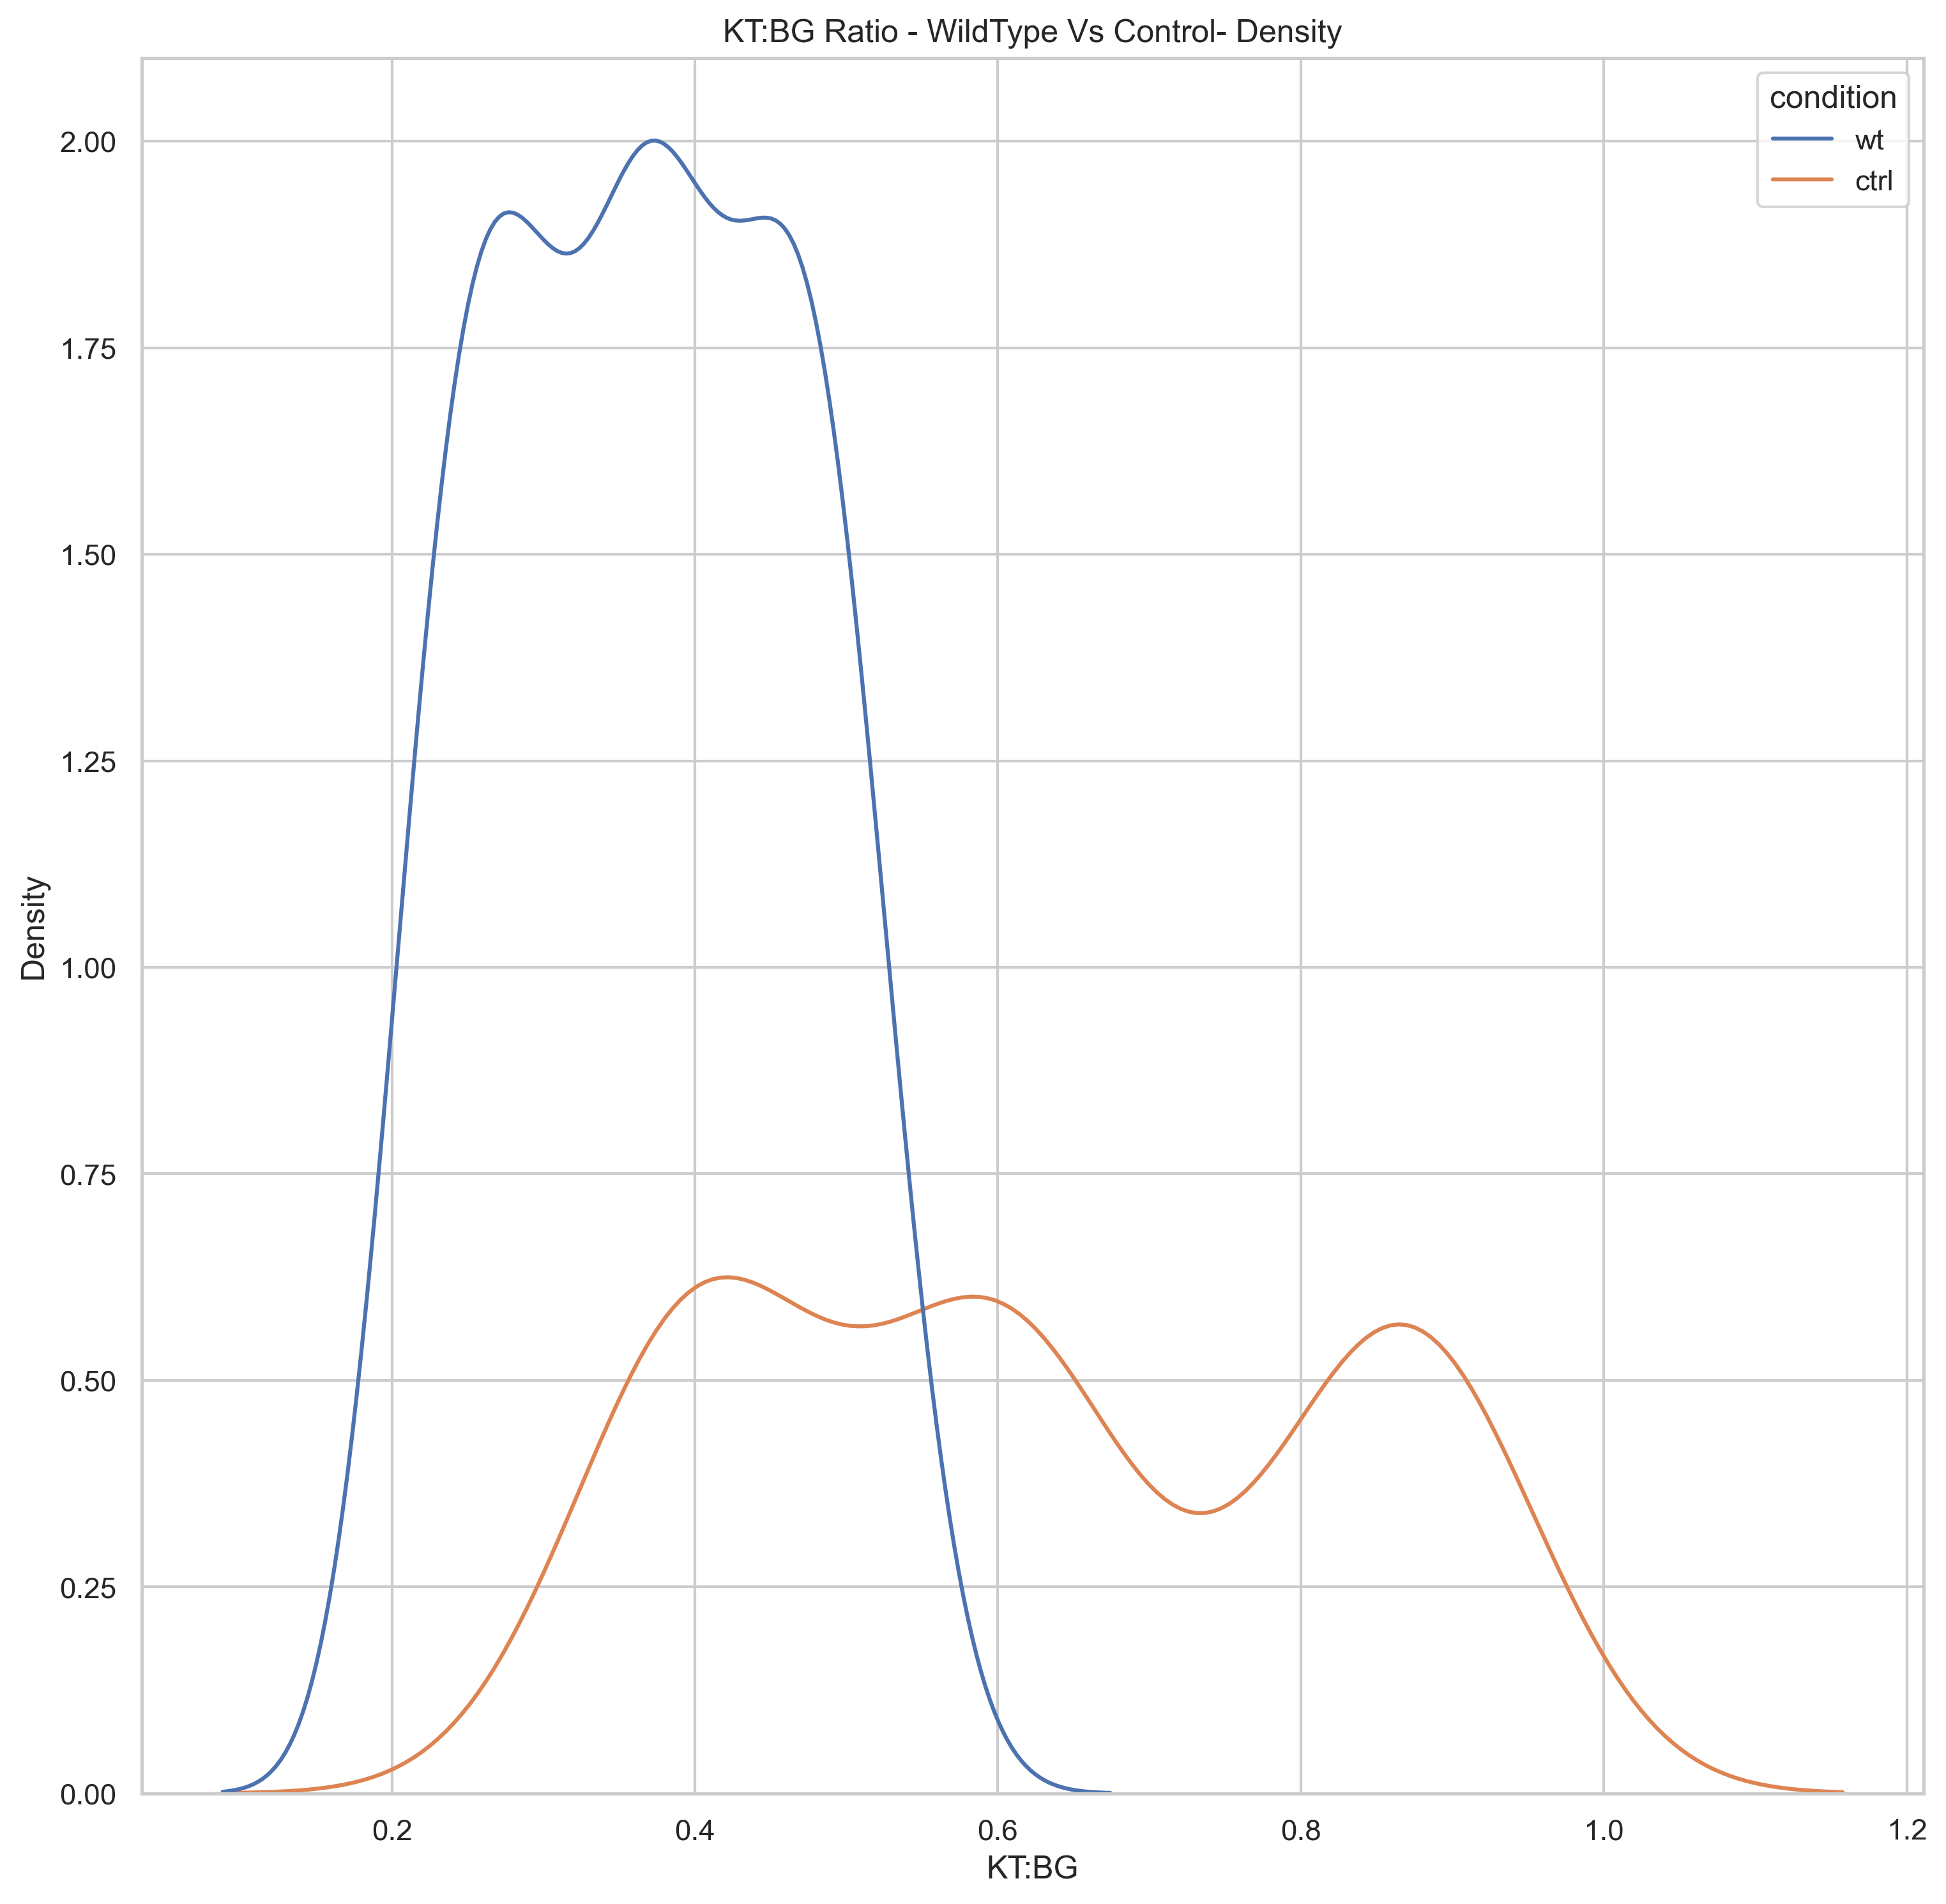 KT:BG Ratio - WildType Vs Control- Density
condition
wt
ctrl
2.00
1.75
1.50
1.25
1.00
0.75
0.50
0.25
0.00
Density
0.2 0.4 0.6 0.8 1.0 1.2
KT:BG